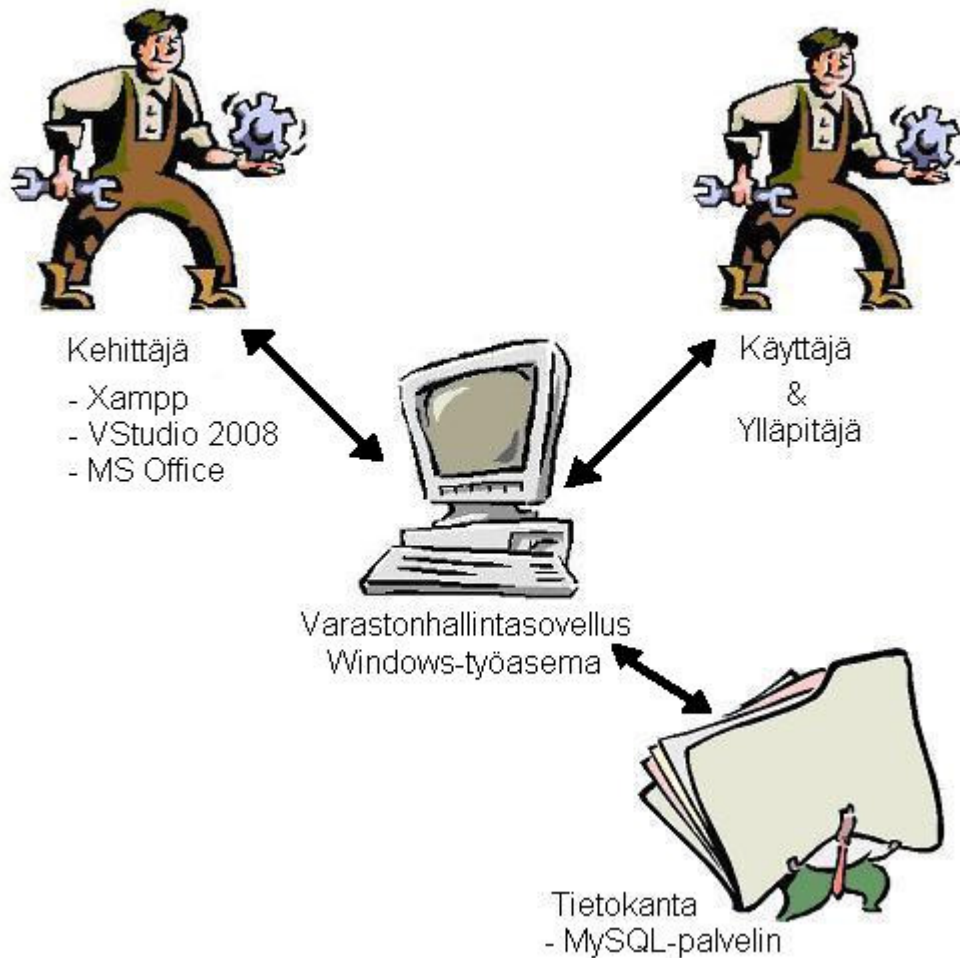 Kehittäjä
- Xampp
- VStudio 2008
- MS Office
Käyttäjä
&
Ylläpitäjä
Varastonhallintasovellus
Windows-työasema
Tietokanta
- MySQL-palvelin